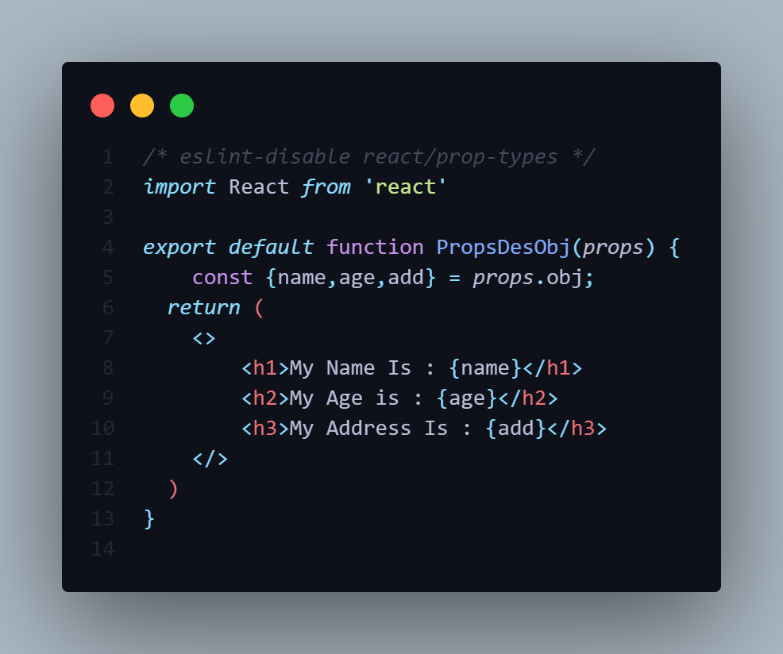 1 /* eslint-disable react/prop-types */
2 import React from 'react'
3
4 export default function PropsDesObj(props) {
5     const {name,age,add} = props.obj;
6   return (
7     <>
8         <h1>My Name Is : {name}</h1>
9         <h2>My Age is : {age}</h2>
10         <h3>My Address Is : {add}</h3>
11     </>
12   )
13 }
14